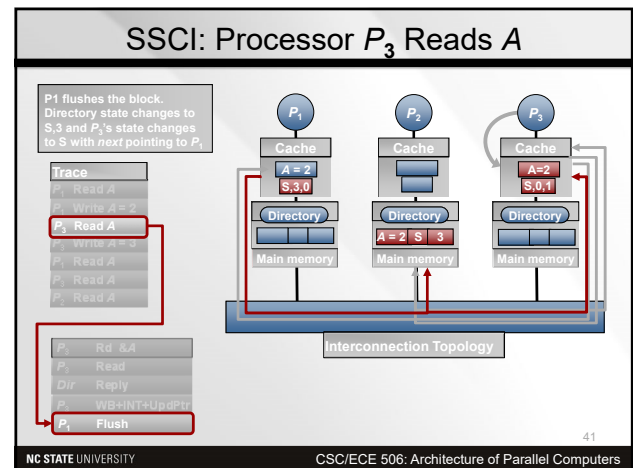 SSCI: Processor P3 Reads A
P1 flushes the block.
Directory state changes to
S,3 and P3's state changes
to S with next pointing to P1
Trace
P1 Read A
P1 Write A = 2
P3 Read A
P1 Write A = 3
P1 Read A
P3 Read A
P2 Read A
Rd &A
P3 Read
Dir Reply
WB+INT+UpdPtr
P1 Flush
P1
P2
P3
Cache
Cache
Cache
A = 2
S,3,0
A=2
S,0,1
Directory
Directory
Directory
A = 2 S 3
Main memory
Main memory
Main memory
Interconnection Topology
41
NC STATE UNIVERSITY
CSC/ECE 506: Architecture of Parallel Computers